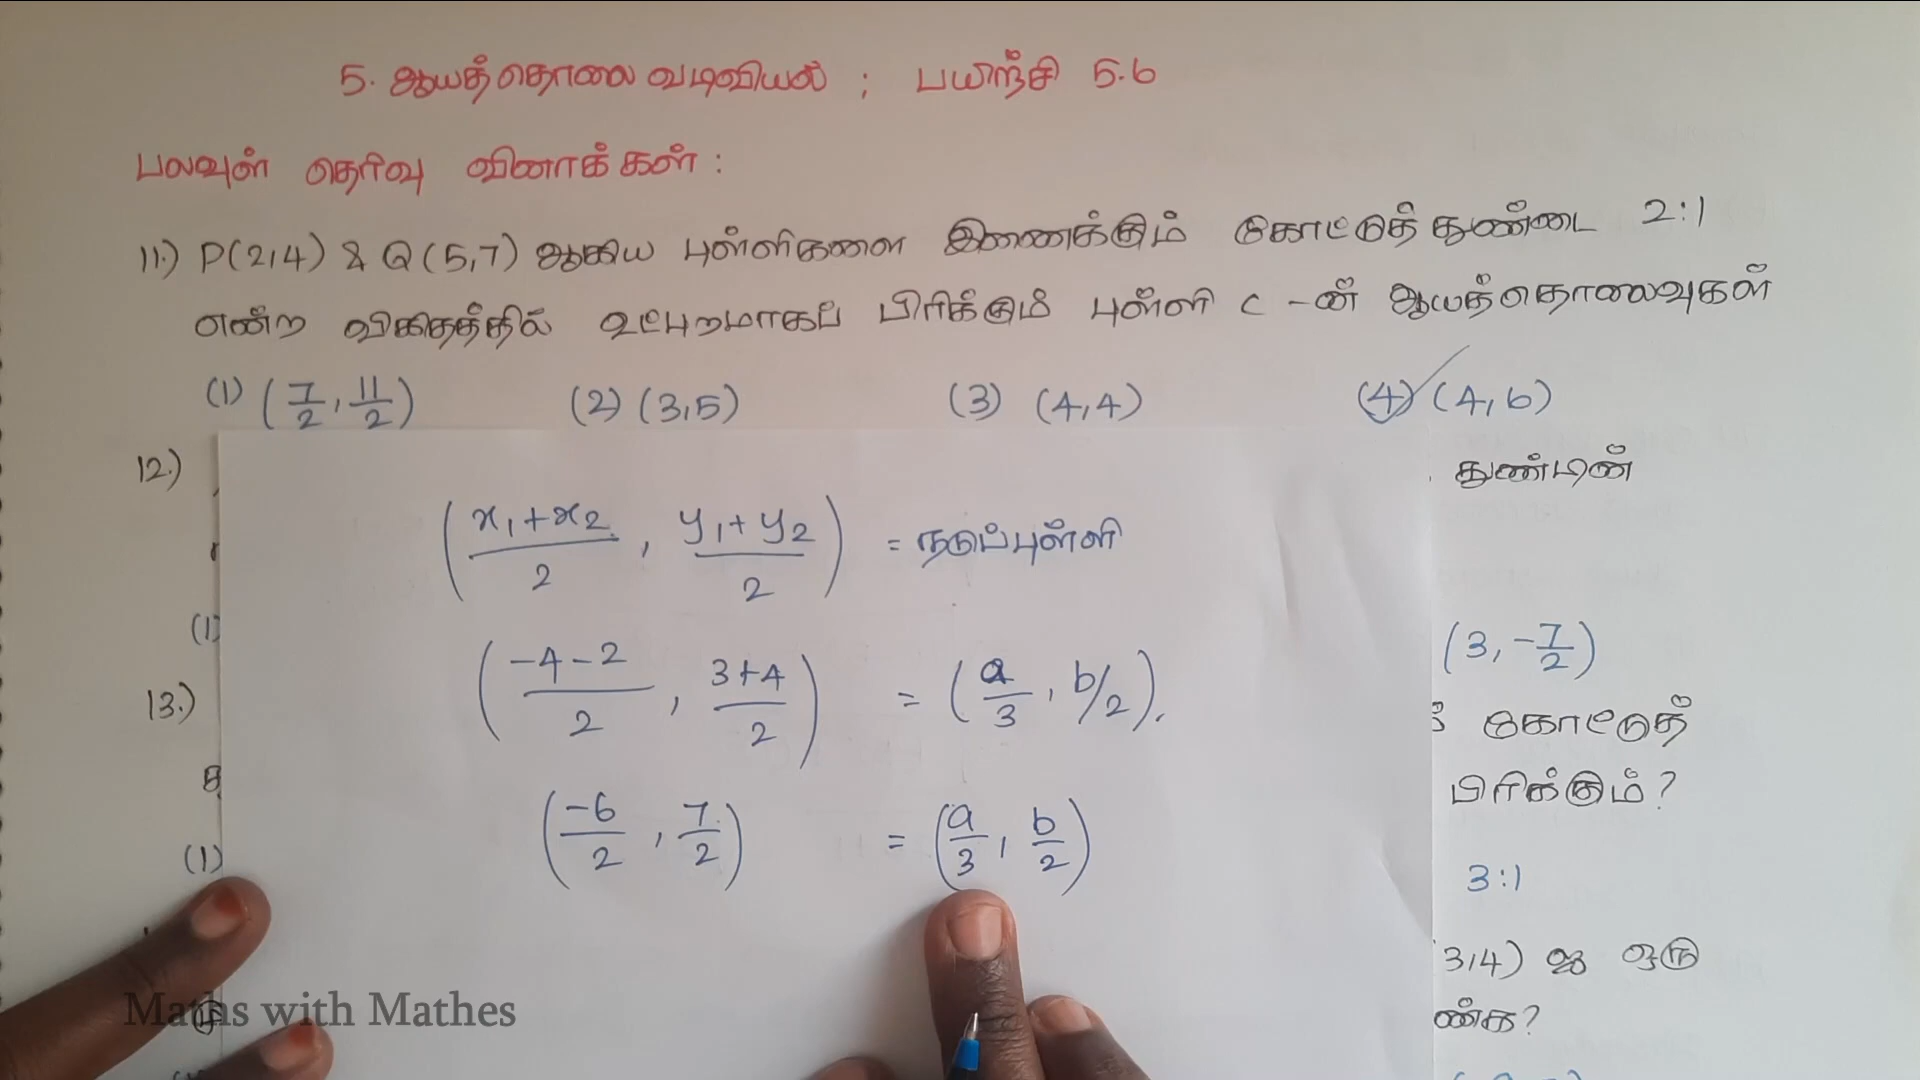 5. ஆயத்தொலை வடிவியல் ; பயிற்சி 5.6
பலவுள் தெரிவு வினாக்கள் :
11.) P(2,4) & Q(5,7) ஆகிய புள்ளிகளை இணைக்கும் கோட்டுத் துண்டை 2:1
என்ற விகிதத்தில் உட்புறமாகப் பிரிக்கும் புள்ளி C -ன் ஆயத்தொலைவுகள்
(1) (7/2, 11/2) (2) (3,5) (3) (4,4) (4) (4,6)
12.) துண்டின்
(x₁+x₂/2, y₁+y₂/2) = நடுப்புள்ளி
(1) (3, -7/2)
(-4-2/2, 3+4/2) = (a/3, b/2).
13.) கோட்டுத்
பிரிக்கும்?
(-6/2, 7/2) = (a/3, b/2)
(1) 3:1
3,4) ஐ ஒரு
Maths with Mathes